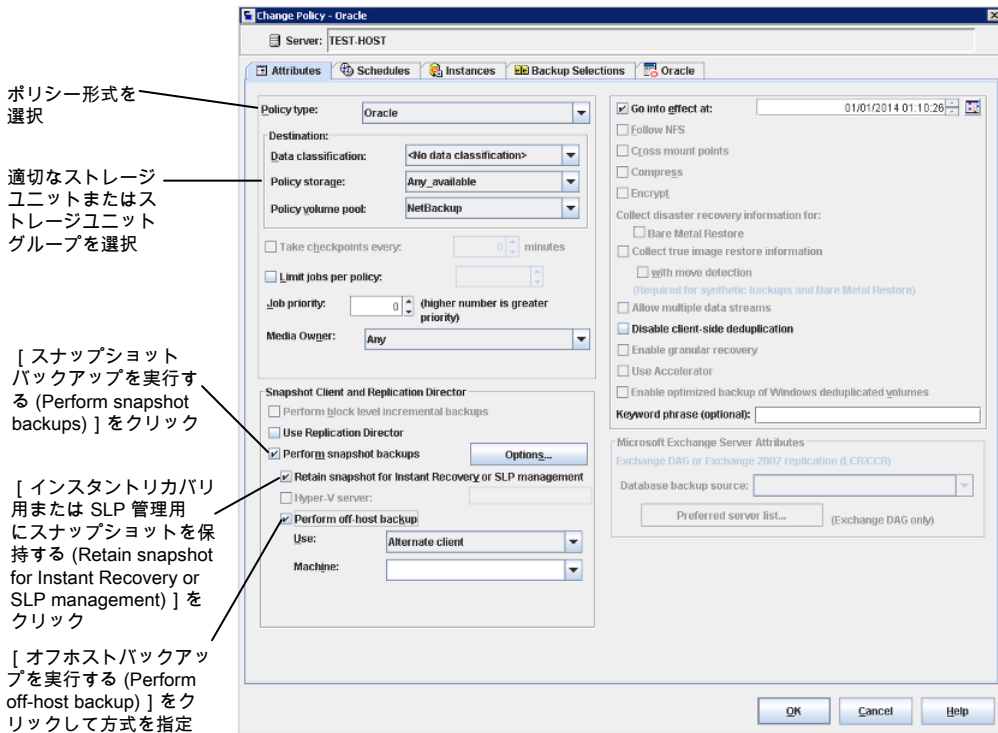 Change Policy - Oracle
Server: TEST-HOST
Attributes
Schedules
Instances
Backup Selections
Oracle
ポリシー形式を
選択
適切なストレージ
ユニットまたはス
トレージユニット
グループを選択
[ スナップショット
バックアップを実行す
る (Perform snapshot
backups) ] をクリック
[ インスタントリカバリ
用または SLP 管理用
にスナップショットを保
持する (Retain snapshot
for Instant Recovery or
SLP management) ] を
クリック
[ オフホストバックアッ
プを実行する (Perform
off-host backup) ] をク
リックして方式を指定
Policy type: Oracle
Destination:
Data classification: <No data classification>
Policy storage: Any_available
Policy volume pool: NetBackup
Take checkpoints every: 0 minutes
Limit jobs per policy:
Job priority: 0 (higher number is greater
priority)
Media Owner: Any
Snapshot Client and Replication Director
Perform block level incremental backups
Use Replication Director
Perform snapshot backups Options...
Retain snapshot for Instant Recovery or SLP management
Hyper-V server:
Perform off-host backup
Use: Alternate client
Machine:
Go into effect at: 01/01/2014 01:10:26
Follow NFS
Cross mount points
Compress
Encrypt
Collect disaster recovery information for:
Bare Metal Restore
Collect true image restore information
with move detection
(Required for synthetic backups and Bare Metal Restore)
Allow multiple data streams
Disable client-side deduplication
Enable granular recovery
Use Accelerator
Enable optimized backup of Windows deduplicated volumes
Keyword phrase (optional):
Microsoft Exchange Server Attributes
Exchange DAG or Exchange 2007 replication (LCR/CCR)
Database backup source:
Preferred server list... (Exchange DAG only)
OK
Cancel
Help